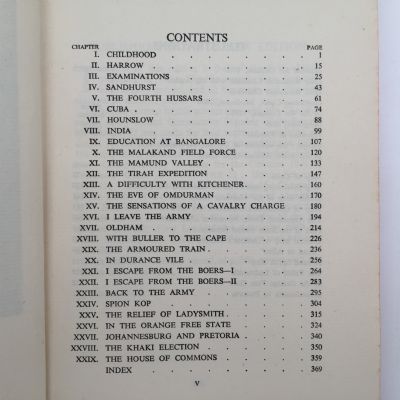 CONTENTS
CHAPTER PAGE
I. CHILDHOOD . . . . . . . . 1
II. HARROW . . . . . . . . 15
III. EXAMINATIONS . . . . . . . 25
IV. SANDHURST . . . . . . . . 43
V. THE FOURTH HUSSARS . . . . . . 61
VI. CUBA . . . . . . . . 74
VII. HOUNSLOW . . . . . . . . 88
VIII. INDIA . . . . . . . . 99
IX. EDUCATION AT BANGALORE . . . . . 107
X. THE MALAKAND FIELD FORCE . . . . . 120
XI. THE MAMUND VALLEY . . . . . . 133
XII. THE TIRAH EXPEDITION . . . . . . 147
XIII. A DIFFICULTY WITH KITCHENER . . . . 160
XIV. THE EVE OF OMDURMAN . . . . . . 170
XV. THE SENSATIONS OF A CAVALRY CHARGE . . . 180
XVI. I LEAVE THE ARMY . . . . . . 194
XVII. OLDHAM . . . . . . . . 214
XVIII. WITH BULLER TO THE CAPE . . . . . 226
XIX. THE ARMOURED TRAIN . . . . . . 236
XX. IN DURANCE VILE . . . . . . 256
XXI. I ESCAPE FROM THE BOERS—I . . . . . 264
XXII. I ESCAPE FROM THE BOERS—II . . . . 283
XXIII. BACK TO THE ARMY . . . . . . 295
XXIV. SPION KOP . . . . . . . . 304
XXV. THE RELIEF OF LADYSMITH . . . . . 315
XXVI. IN THE ORANGE FREE STATE . . . . . 324
XXVII. JOHANNESBURG AND PRETORIA . . . . . 340
XXVIII. THE KHAKI ELECTION . . . . . . 350
XXIX. THE HOUSE OF COMMONS . . . . . . 359
INDEX . . . . . . . . 369
V